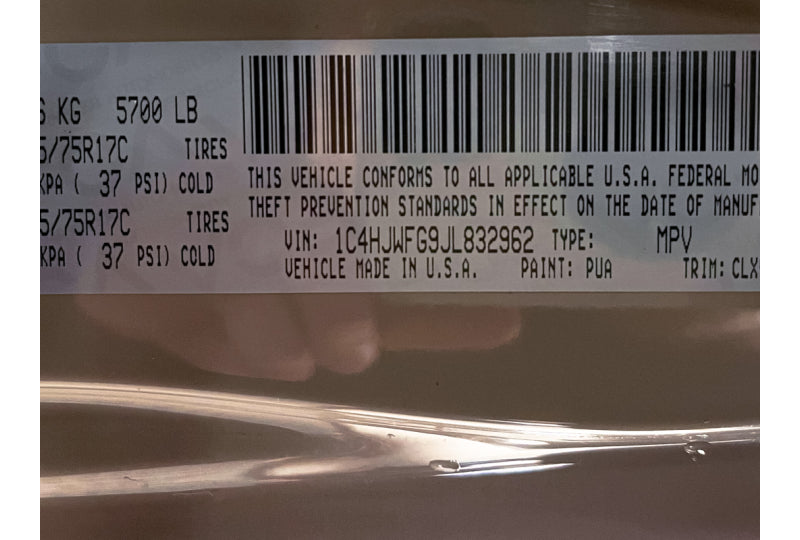 KG 5700 LB
5/75R17C TIRES
KPA ( 37 PSI) COLD
5/75R17C TIRES
KPA ( 37 PSI) COLD
THIS VEHICLE CONFORMS TO ALL APPLICABLE U.S.A. FEDERAL MO
THEFT PREVENTION STANDARDS IN EFFECT ON THE DATE OF MANUF
VIN: 1C4HJWFG9JL832962 TYPE: MPV
VEHICLE MADE IN U.S.A. PAINT: PUA TRIM: CLX